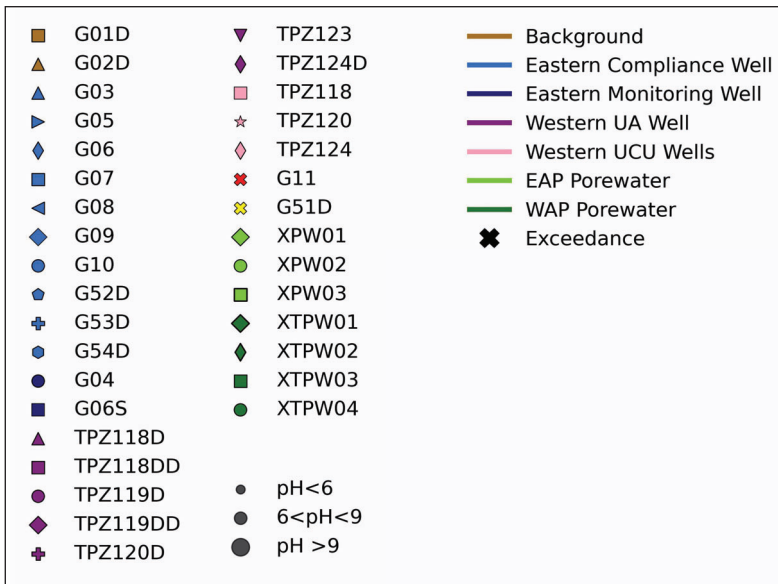 G01D
G02D
G03
G05
G06
G07
G08
G09
G10
G52D
G53D
G54D
G04
G06S
TPZ118D
TPZ118DD
TPZ119D
TPZ119DD
TPZ120D
TPZ123
TPZ124D
TPZ118
TPZ120
TPZ124
G11
G51D
XPW01
XPW02
XPW03
XTPW01
XTPW02
XTPW03
XTPW04
pH<6
6<pH<9
pH >9
Background
Eastern Compliance Well
Eastern Monitoring Well
Western UA Well
Western UCU Wells
EAP Porewater
WAP Porewater
Exceedance